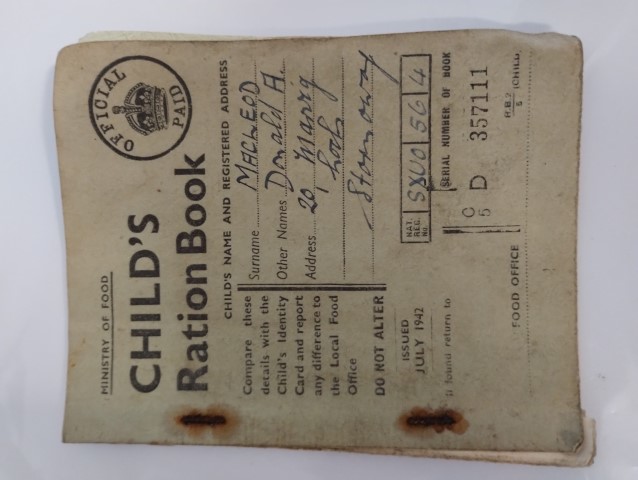 MINISTRY OF FOOD
OFFICIAL
PAID
CHILD'S
Ration Book
CHILD'S NAME AND REGISTERED ADDRESS
Compare these
details with the
Child's Identity
Card and report
any difference to
the Local Food
Office
DO NOT ALTER
Surname MACLEOD
Other Names Donald A.
Address 20, Marvig
Lochs
Stornoway
ISSUED
JULY 1942
NAT.
REG.
No. SXUO 56 4
If found return to
SERIAL NUMBER OF BOOK
C
6 D 357111
FOOD OFFICE
R.B.2
6 (CHILD